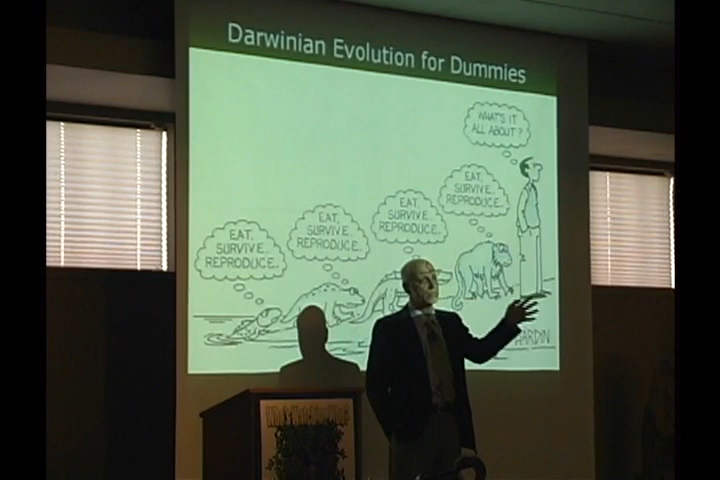 Darwinian Evolution for Dummies
WHAT'S IT
ALL ABOUT?
EAT,
SURVIVE,
REPRODUCE.
EAT,
SURVIVE,
REPRODUCE.
EAT,
SURVIVE,
REPRODUCE.
EAT,
SURVIVE,
REPRODUCE.
HARDIN